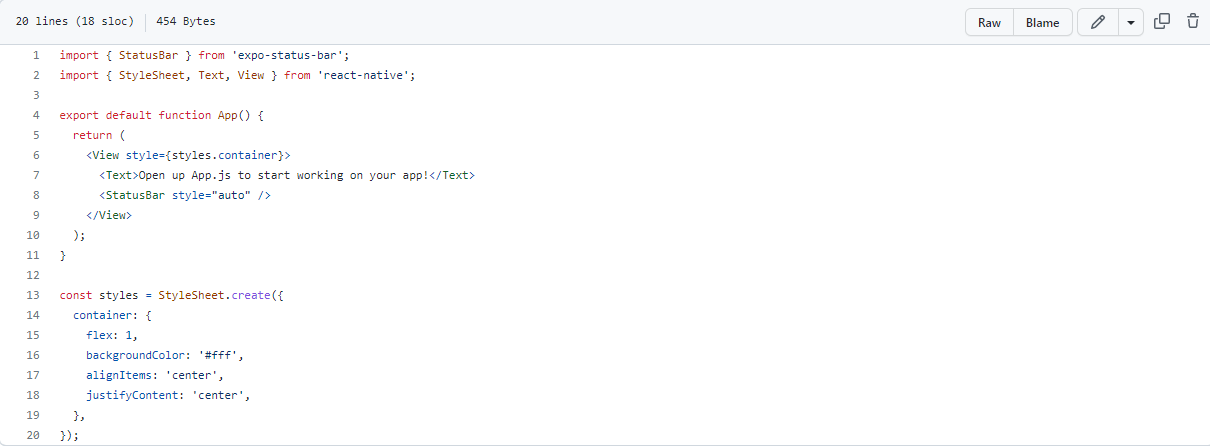 20 lines (18 sloc) 454 Bytes Raw Blame
1 import { StatusBar } from 'expo-status-bar';
2 import { StyleSheet, Text, View } from 'react-native';
3
4 export default function App() {
5   return (
6     <View style={styles.container}>
7       <Text>Open up App.js to start working on your app!</Text>
8       <StatusBar style="auto" />
9     </View>
10   );
11 }
12
13 const styles = StyleSheet.create({
14   container: {
15     flex: 1,
16     backgroundColor: '#fff',
17     alignItems: 'center',
18     justifyContent: 'center',
19   },
20 });